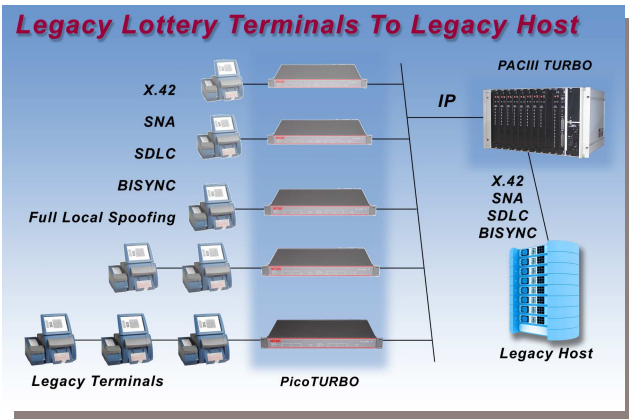 Legacy Lottery Terminals To Legacy Host
PACIII TURBO
X.42
SNA
SDLC
BISYNC
Full Local Spoofing
IP
X.42
SNA
SDLC
BISYNC
Legacy Host
Legacy Terminals
PicoTURBO